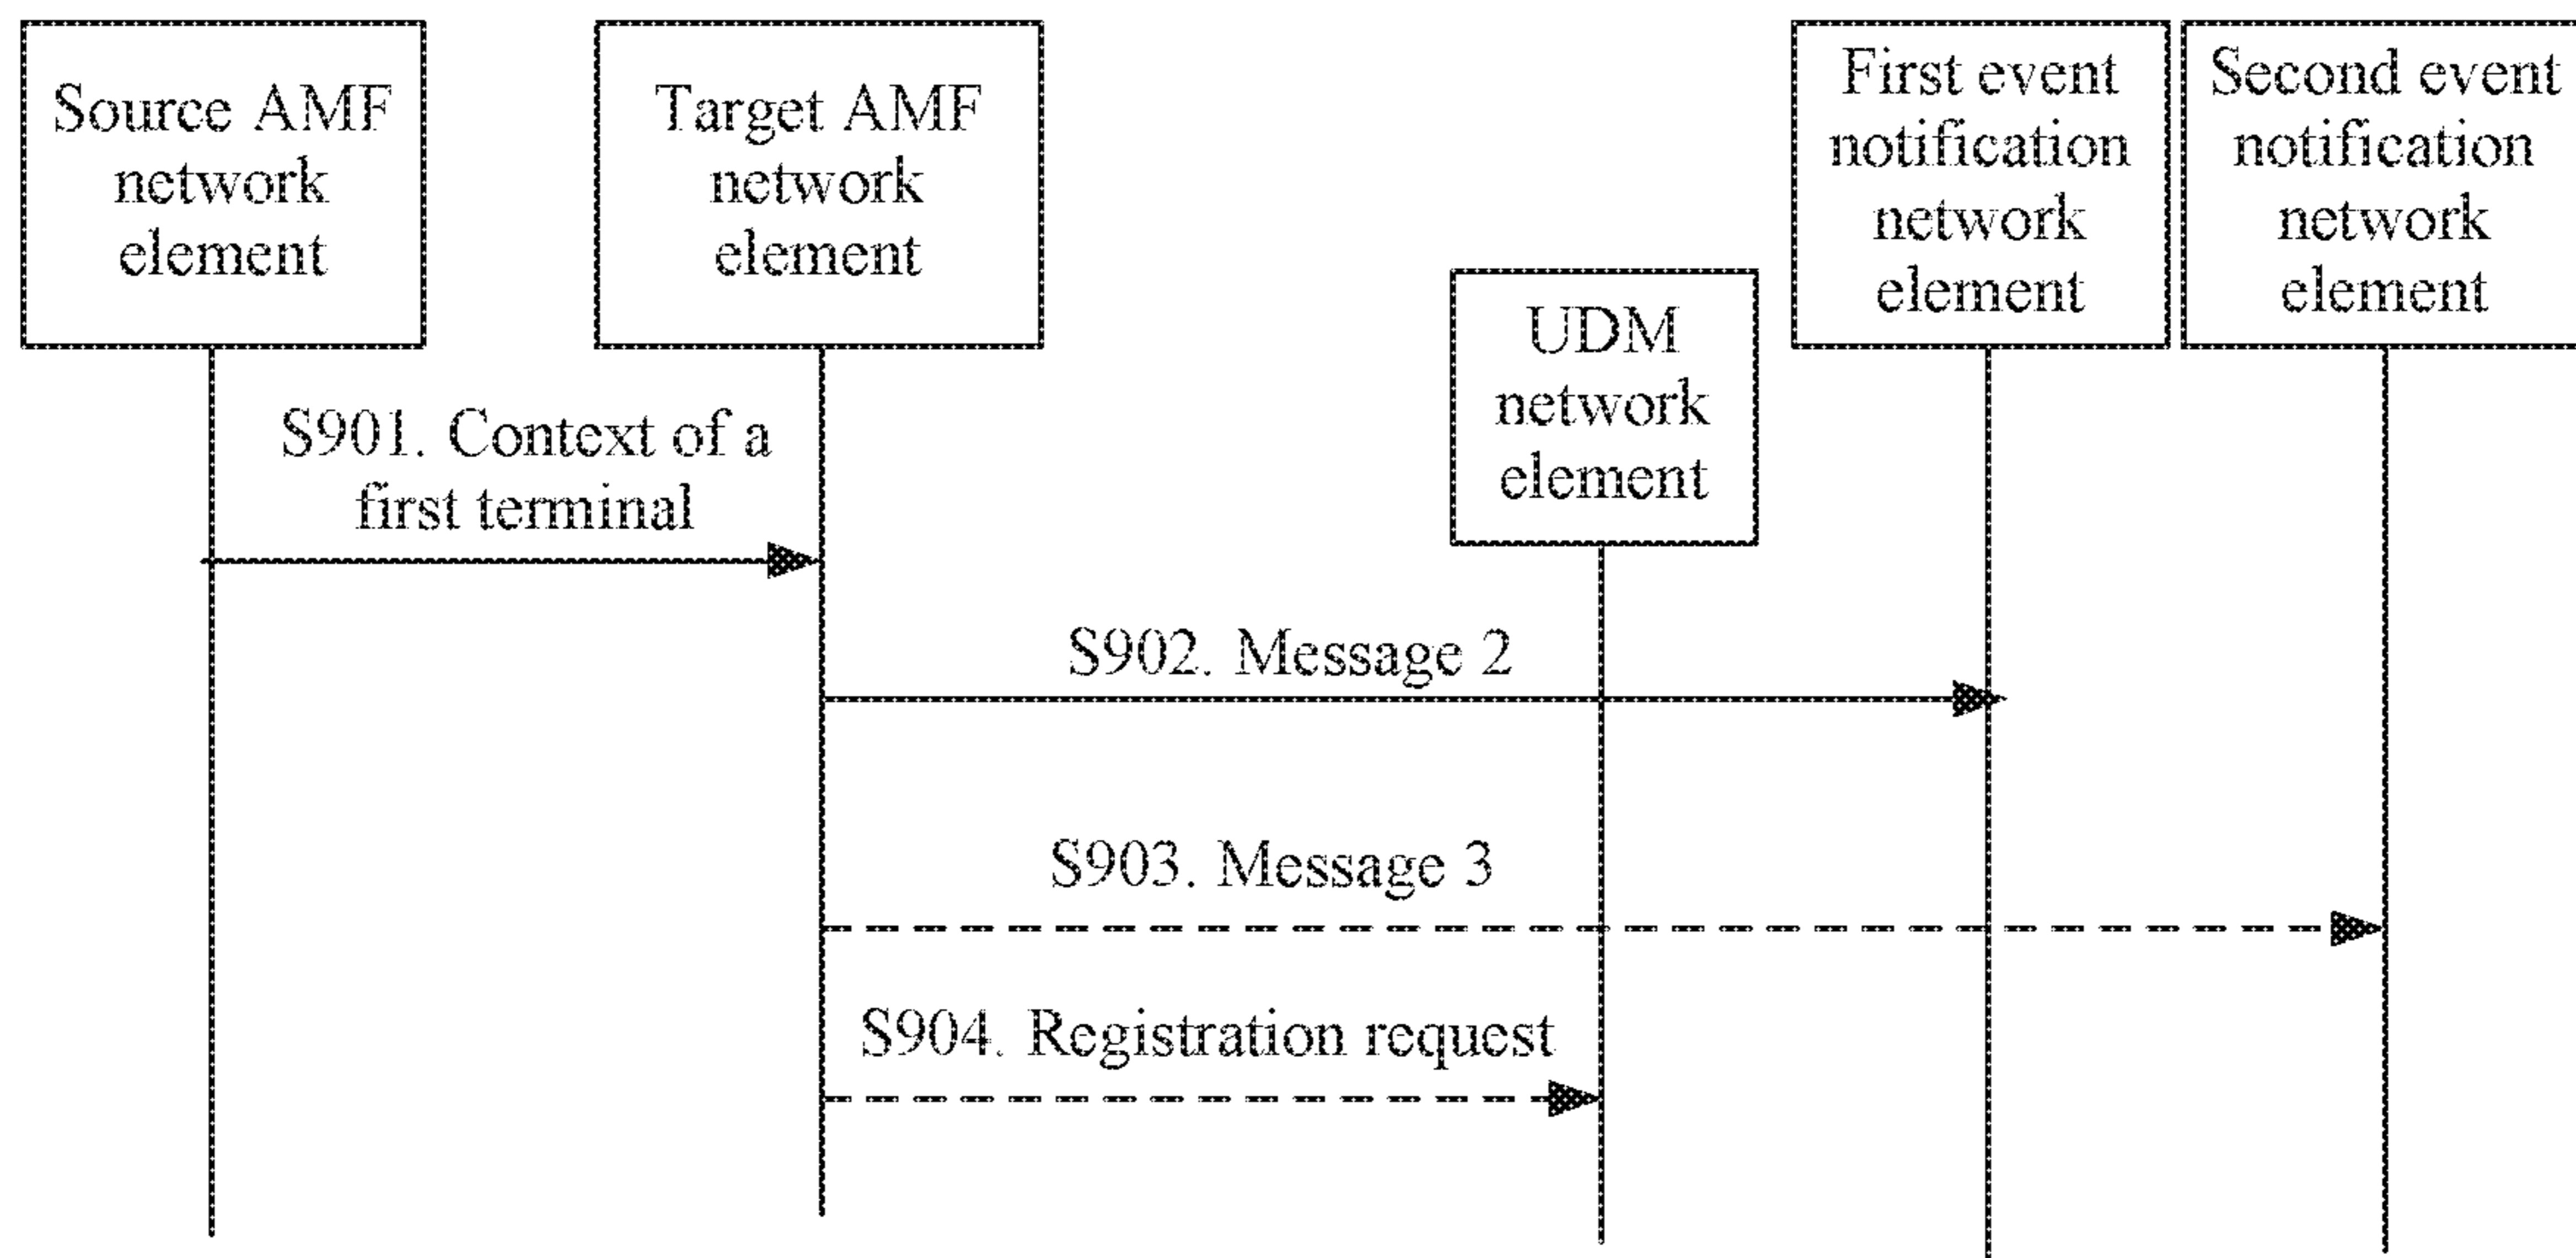 Source AMF
network
element
Target AMF
network
element
UDM
network
element
First event
notification
network
element
Second event
notification
network
element
S901. Context of a
first terminal
S902. Message 2
S903. Message 3
S904. Registration request